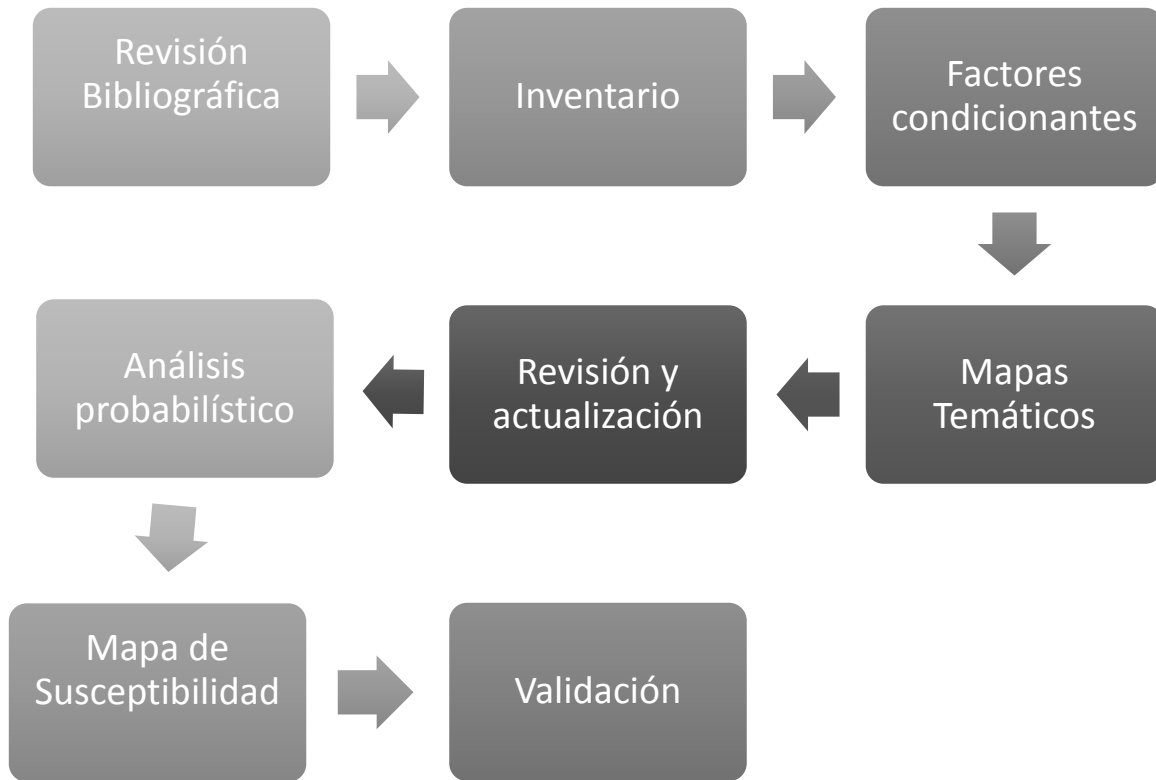 Revisión
Bibliográfica
Inventario
Factores
condicionantes
Mapas
Temáticos
Revisión y
actualización
Análisis
probabilístico
Mapa de
Susceptibilidad
Validación